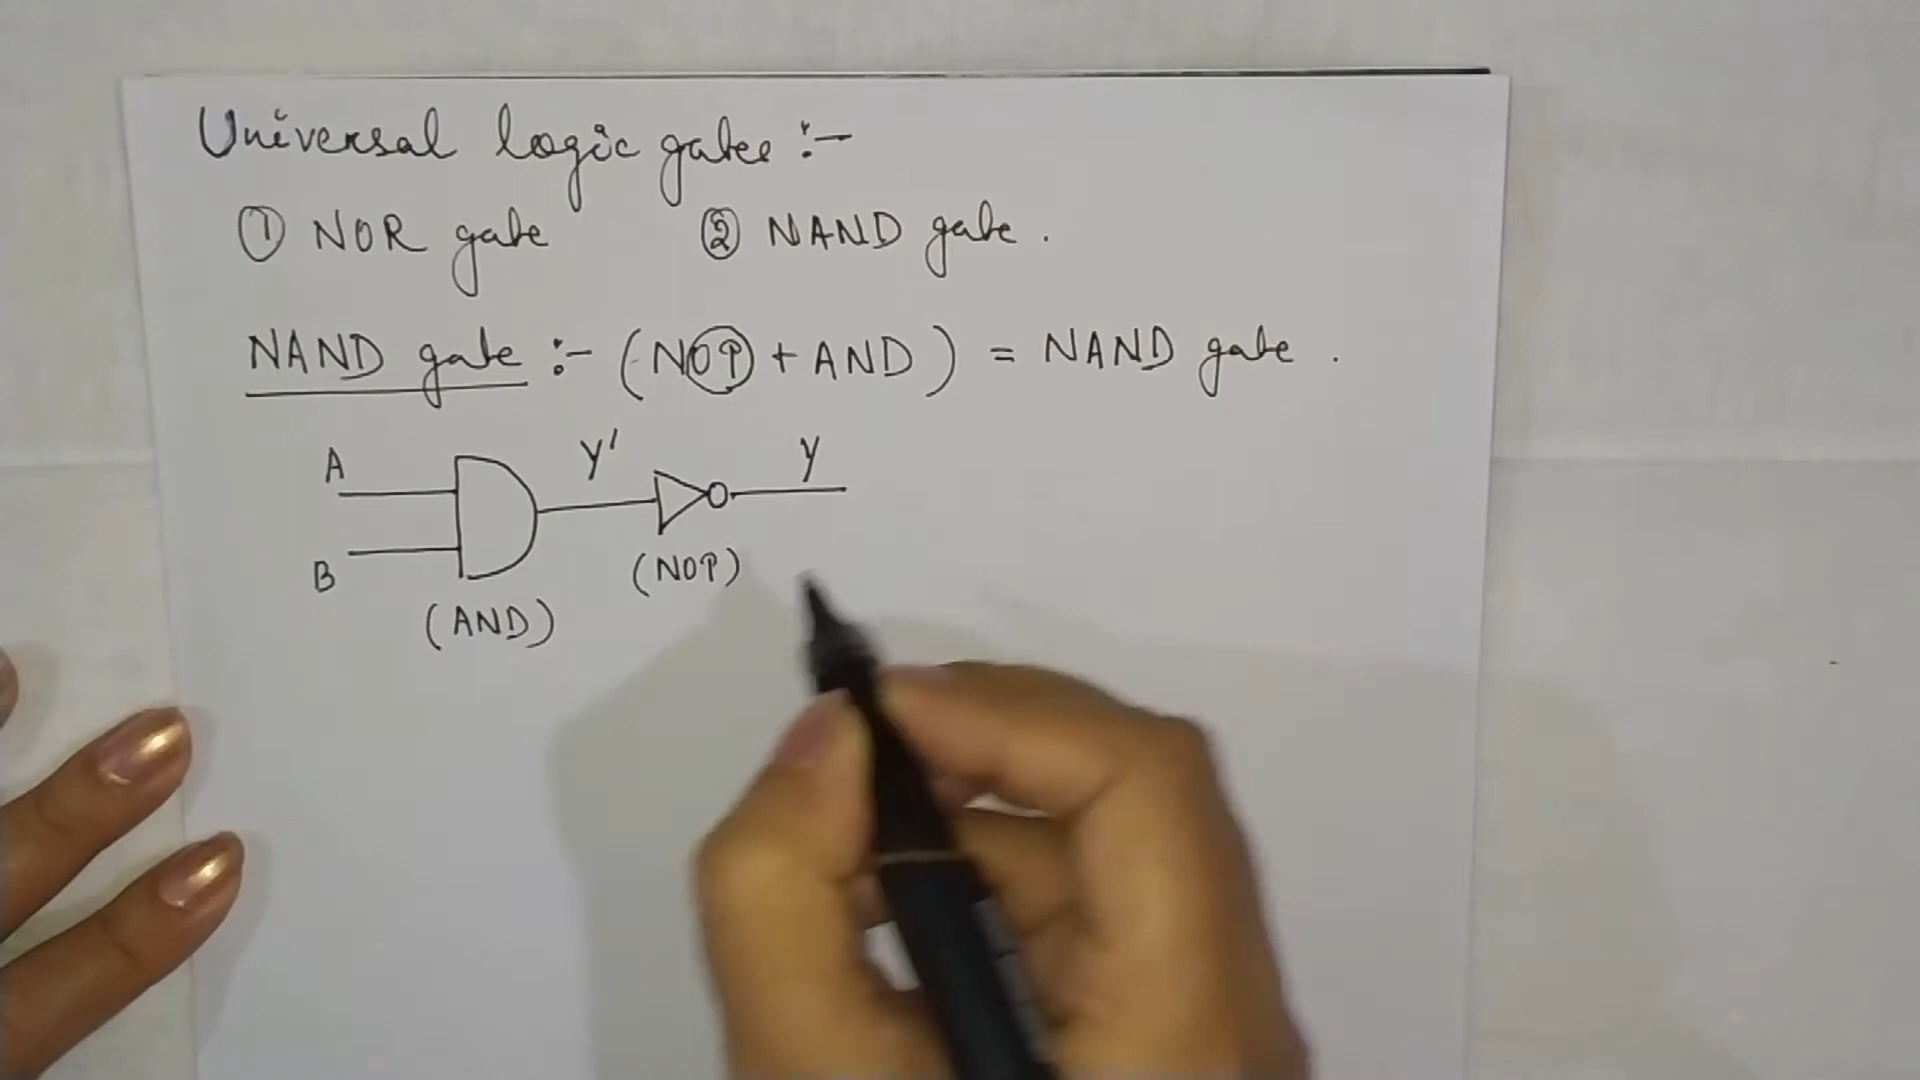 Universal logic gates :-
① NOR gate ② NAND gate .
NAND gate :- (NOT + AND) = NAND gate .
A Y' Y
B (NOT)
(AND)